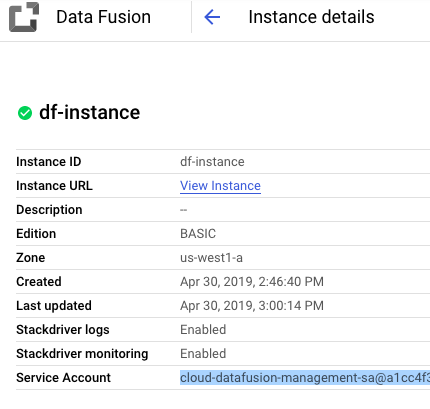 Data Fusion Instance details
df-instance
Instance ID df-instance
Instance URL View Instance
Description --
Edition BASIC
Zone us-west1-a
Created Apr 30, 2019, 2:46:40 PM
Last updated Apr 30, 2019, 3:00:14 PM
Stackdriver logs Enabled
Stackdriver monitoring Enabled
Service Account cloud-datafusion-management-sa@a1cc4f3